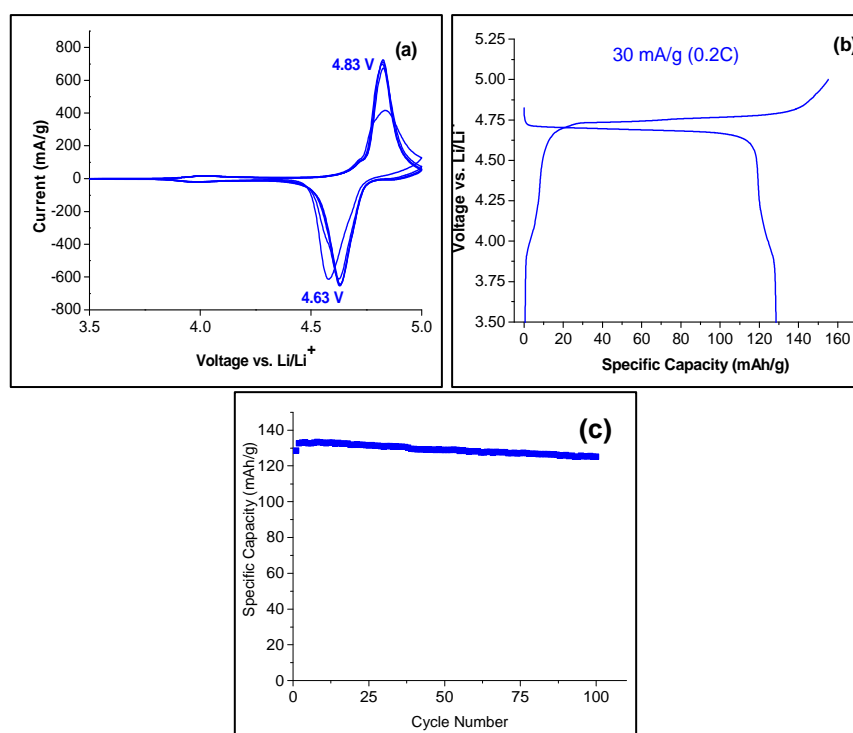 (a)
4.83 V
4.63 V
800
600
400
200
0
-200
-400
-600
-800
3.5 4.0 4.5 5.0
Current (mA/g)
Voltage vs. Li/Li+
(b)
30 mA/g (0.2C)
5.25
5.00
4.75
4.50
4.25
4.00
3.75
3.50
0 20 40 60 80 100 120 140 160
Voltage vs. Li/Li
Specific Capacity (mAh/g)
(c)
140
120
100
80
60
40
20
0
0 25 50 75 100
Specific Capacity (mAh/g)
Cycle Number